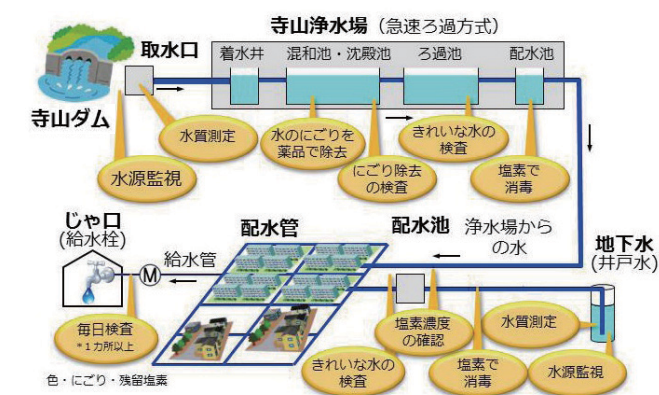 寺山浄水場（急速ろ過方式）
取水口
着水井
混和池・沈殿池
ろ過池
配水池
寺山ダム
水源監視
水質測定
水のにごりを
薬品で除去
にごり除去
の検査
きれいな水の
検査
塩素で
消毒
じゃ口
(給水栓)
給水管
M
配水管
配水池
浄水場から
の水
地下水
(井戸水)
毎日検査
＊1カ所以上
色・にごり・残留塩素
きれいな水の
検査
塩素濃度
の確認
塩素で
消毒
水質測定
水源監視